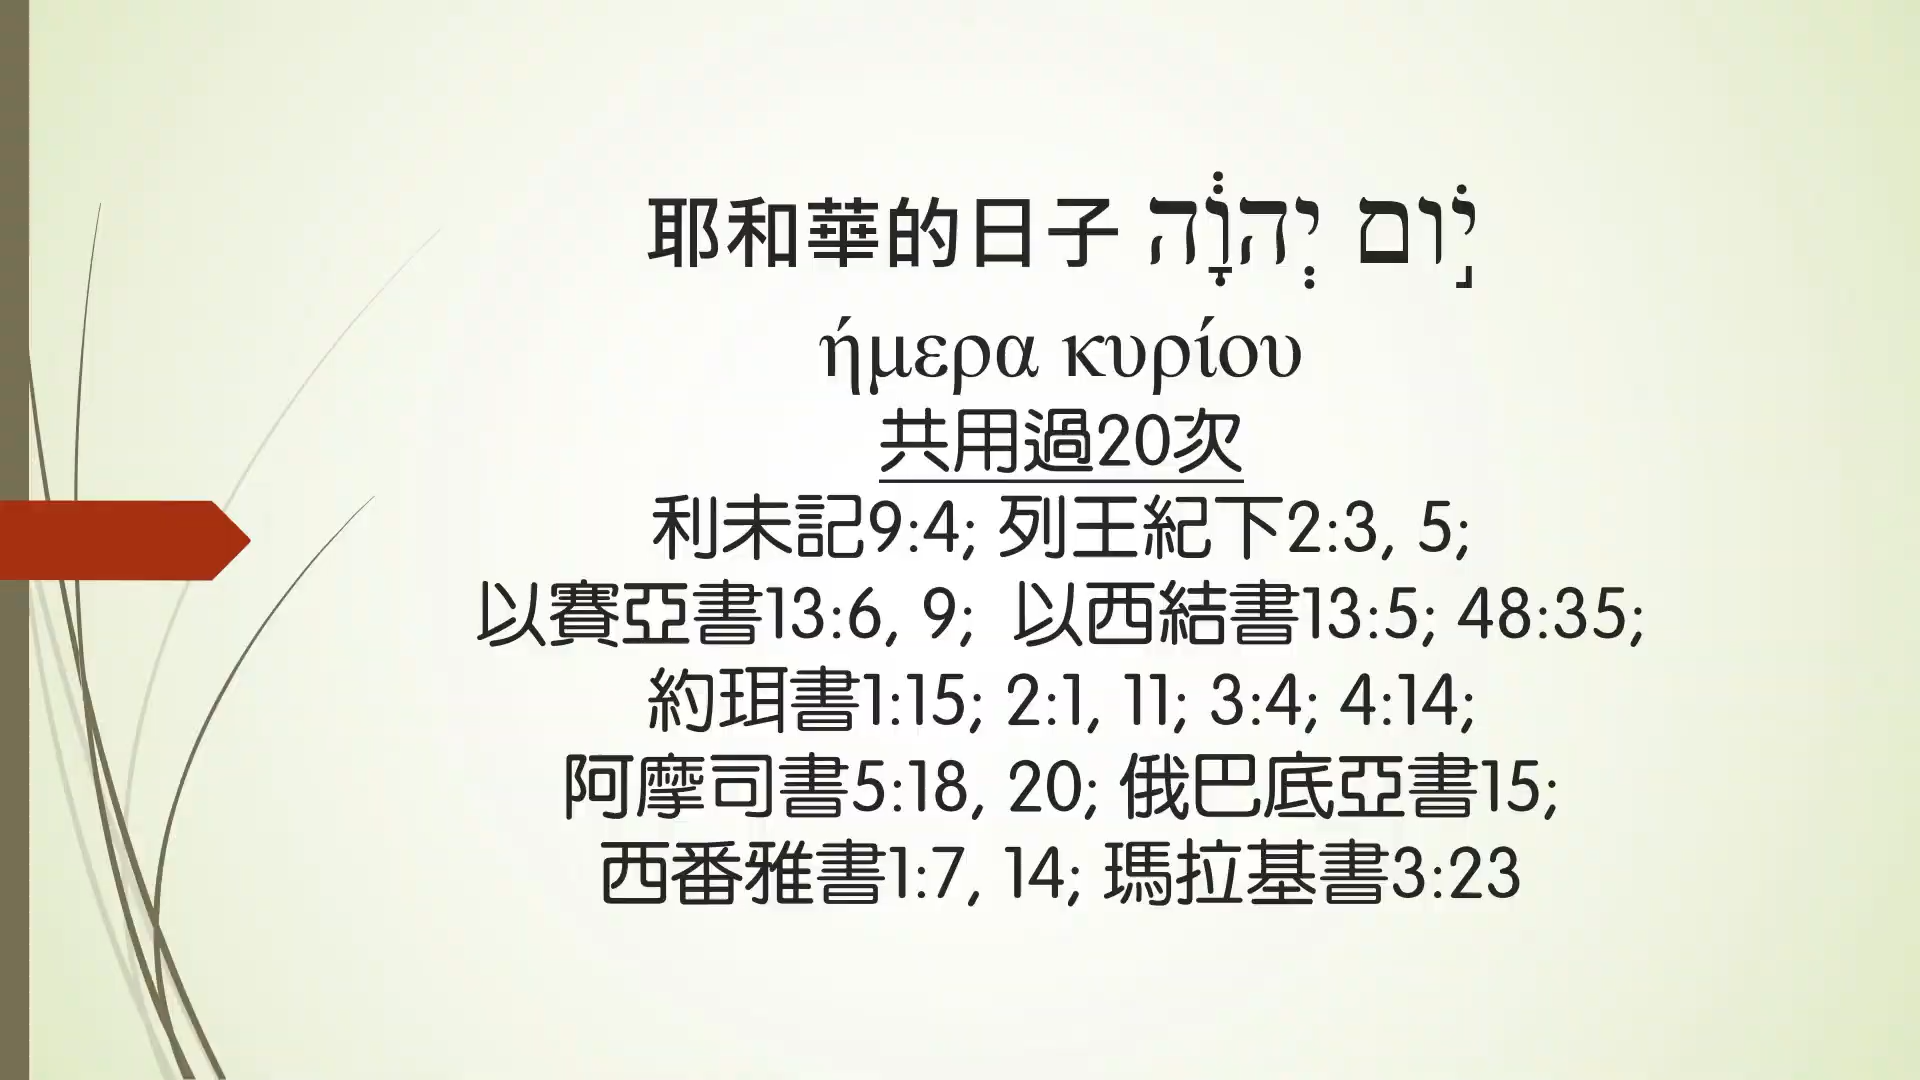 耶和華的日子 י֚֗וֹם יְהוָ֔ה
ήμερα κυρίου
共用過20次
利未記9:4; 列王紀下2:3, 5;
以賽亞書13:6, 9; 以西結書13:5; 48:35;
約珥書1:15; 2:1, 11; 3:4; 4:14;
阿摩司書5:18, 20; 俄巴底亞書15;
西番雅書1:7, 14; 瑪拉基書3:23